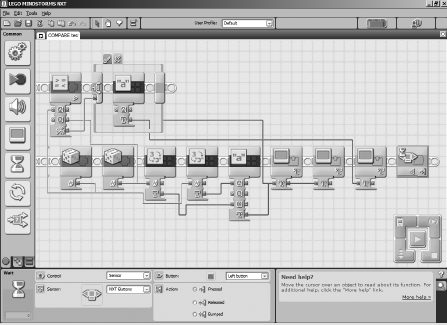 LEGO MINDSTORMS NXT
File Edit Tools Help
User Profile: Default
Common
COMPARE tec
Wait
Control
Sensor
Button:
Left button
Sensor:
NXT Buttons
Action:
Pressed
Released
Bumped
Need help?
Move the cursor over an object to read about its function. For
additional help, click the "More help" link.
More help »